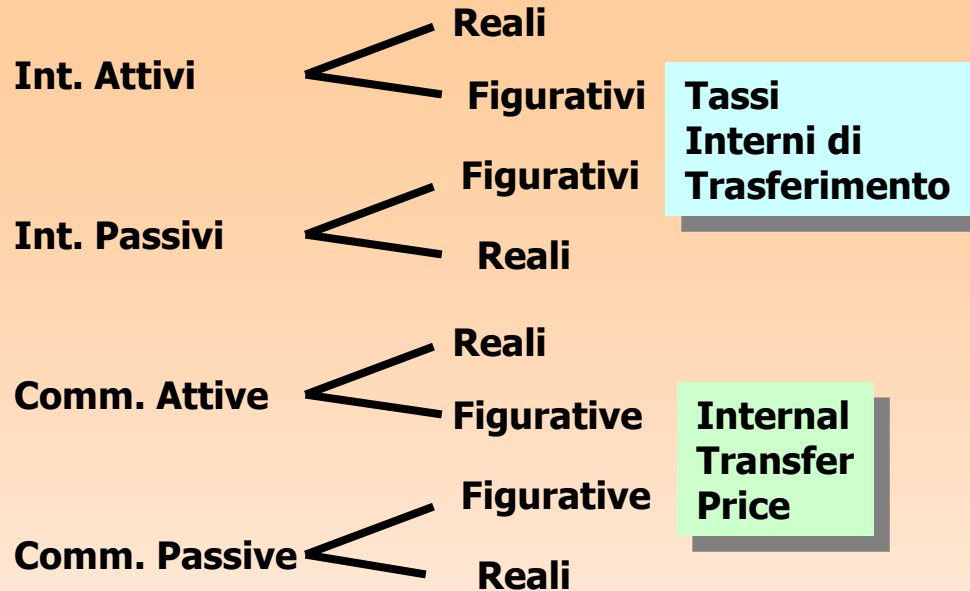 Int. Attivi
Reali
Figurativi
Tassi
Interni di
Trasferimento
Int. Passivi
Figurativi
Reali
Comm. Attive
Reali
Figurative
Internal
Transfer
Price
Comm. Passive
Figurative
Reali